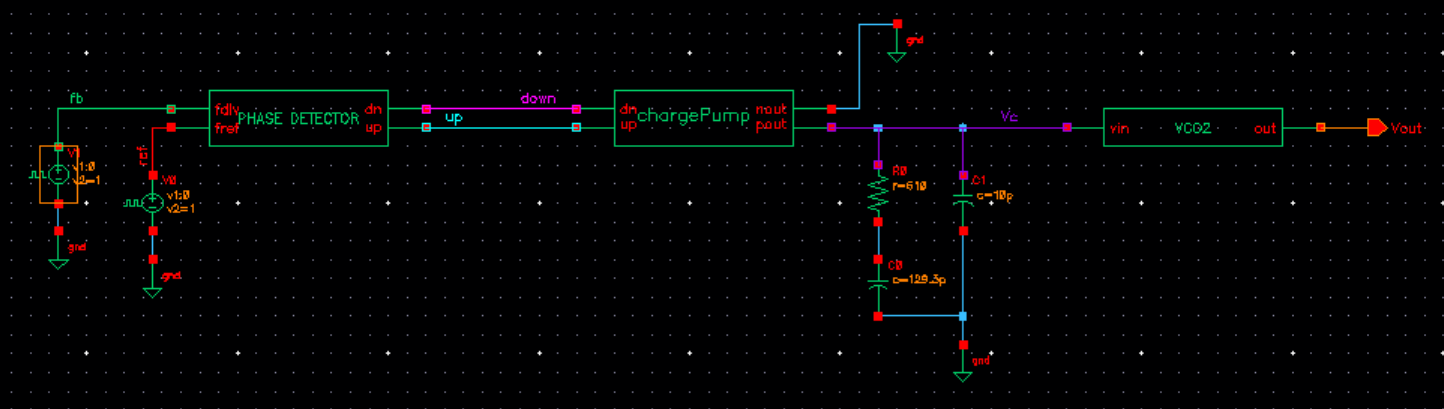 gnd
fb
fdly
PHASE DETECTOR
dn
down
dn
chargePump
nout
Vc
fref
up
up
up
pout
vin
VCO2
out
Vout
ref
v1:0
v2=1
V0
v1:0
v2=1
R0
r=610
C1
c=10p
gnd
gnd
C0
c=129.3p
gnd